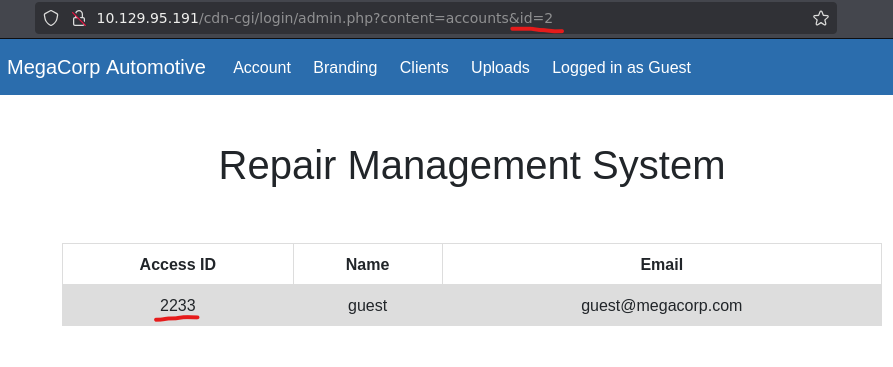 10.129.95.191/cdn-cgi/login/admin.php?content=accounts&id=2
MegaCorp Automotive Account Branding Clients Uploads Logged in as Guest
Repair Management System
Access ID Name Email
2233 guest guest@megacorp.com